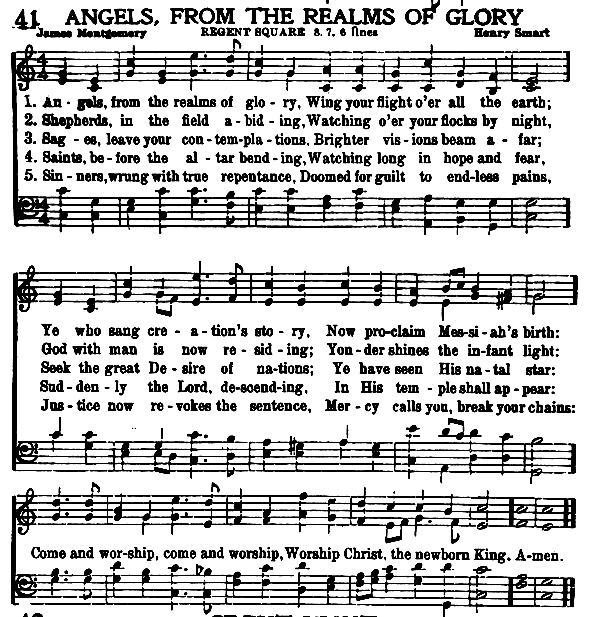 41 ANGELS, FROM THE REALMS OF GLORY
James Montgomery REGENT SQUARE 8. 7. 6 lines Henry Smart
1. An - gels, from the realms of glo - ry, Wing your flight o'er all the earth;
2. Shepherds, in the field a - bid - ing, Watching o'er your flocks by night,
3. Sag - es, leave your con - tem-pla - tions, Brighter vis - ions beam a - far;
4. Saints, be - fore the al - tar bend - ing, Watching long in hope and fear,
5. Sin - ners, wrung with true repentance, Doomed for guilt to end-less pains,
Ye who sang cre - a - tion's sto - ry, Now pro-claim Mes-si - ah's birth:
God with man is now re - sid - ing; Yon - der shines the in-fant light:
Seek the great De - sire of na - tions; Ye have seen His na - tal star:
Sud - den - ly the Lord, de-scend-ing, In His tem - ple shall ap - pear:
Jus - tice now re - vokes the sentence, Mer - cy calls you, break your chains:
Come and wor-ship, come and worship, Worship Christ, the newborn King. A-men.